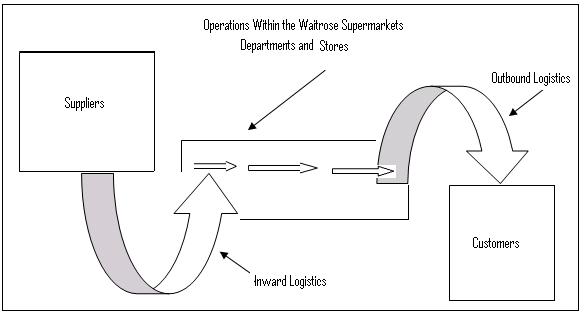 Operations Within the Waitrose Supermarkets
Departments and Stores
Outbound Logistics
Suppliers
Customers
Inward Logistics